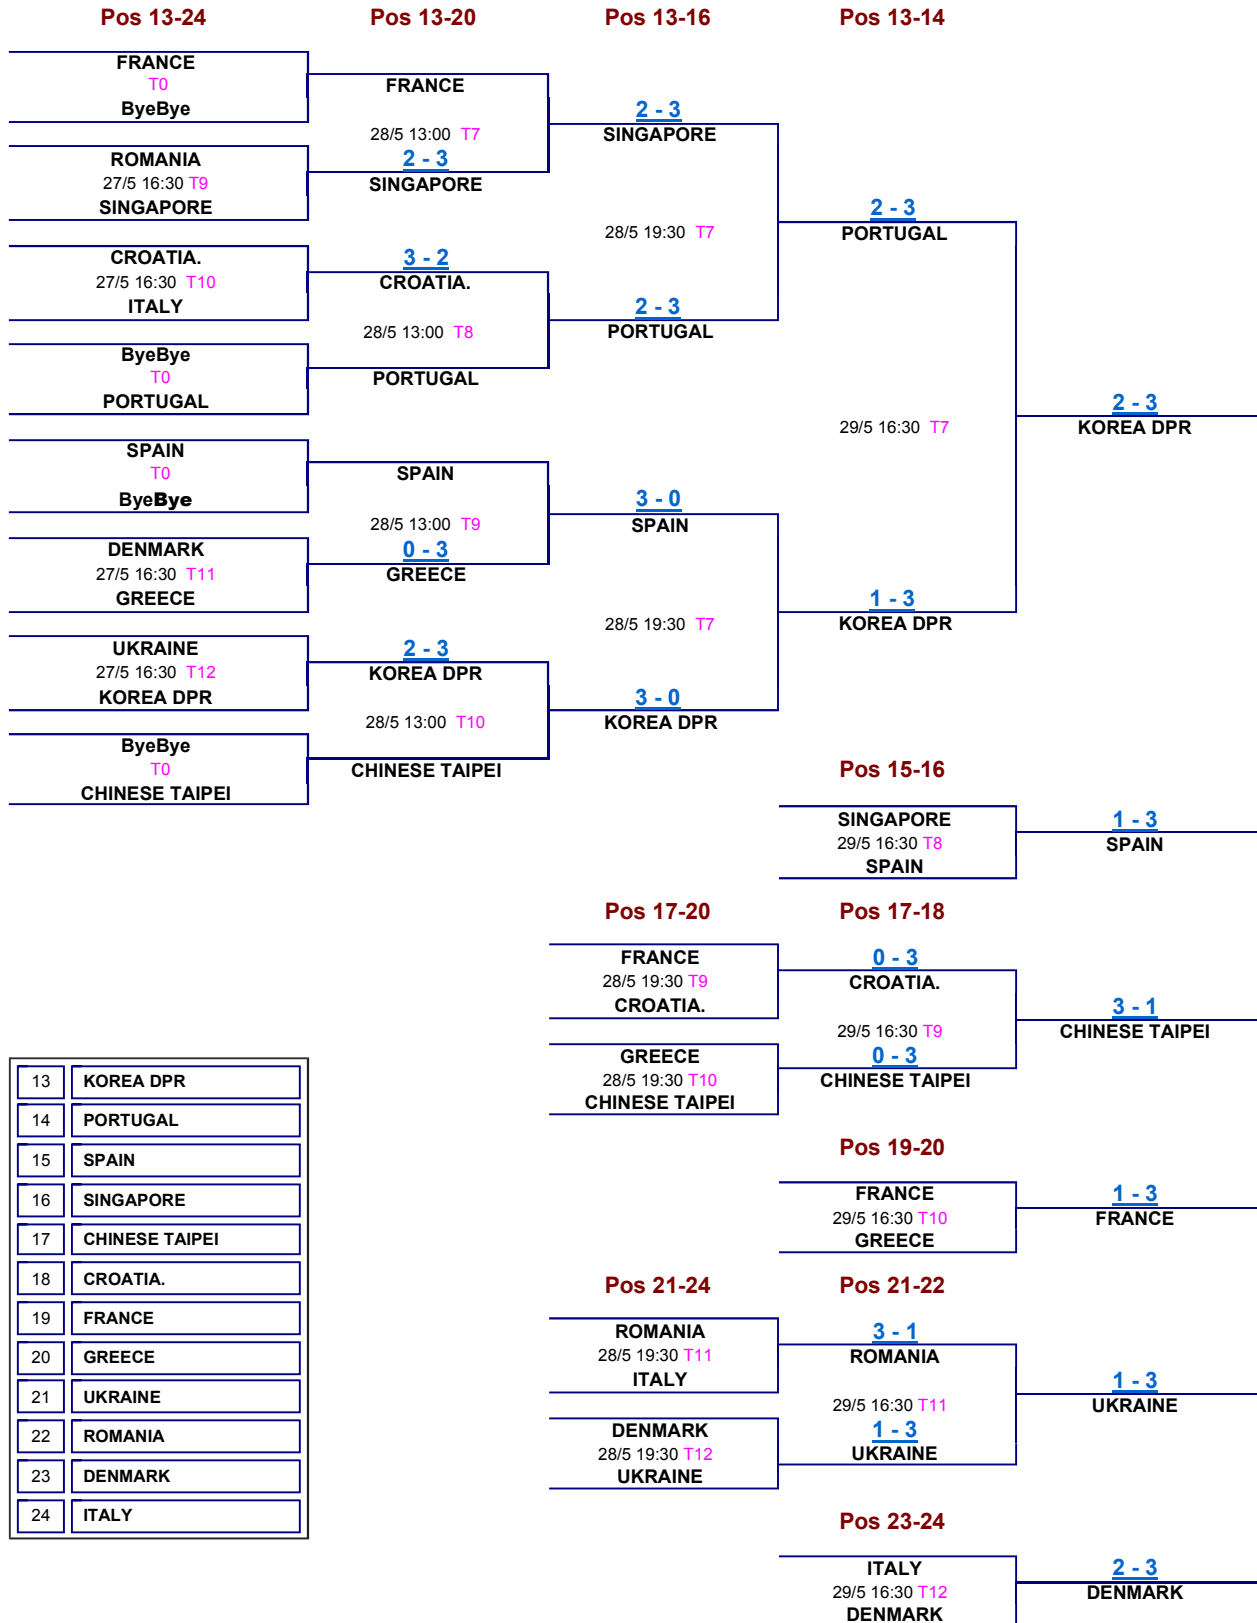 Pos 13-24
Pos 13-20
Pos 13-16
Pos 13-14
FRANCE
T0
ByeBye
ROMANIA
27/5 16:30 T9
SINGAPORE
CROATIA.
27/5 16:30 T10
ITALY
ByeBye
T0
PORTUGAL
SPAIN
T0
ByeBye
DENMARK
27/5 16:30 T11
GREECE
UKRAINE
27/5 16:30 T12
KOREA DPR
ByeBye
T0
CHINESE TAIPEI
FRANCE
28/5 13:00 T7
2 - 3
SINGAPORE
3 - 2
CROATIA.
28/5 13:00 T8
PORTUGAL
SPAIN
28/5 13:00 T9
0 - 3
GREECE
2 - 3
KOREA DPR
28/5 13:00 T10
CHINESE TAIPEI
2 - 3
SINGAPORE
28/5 19:30 T7
2 - 3
PORTUGAL
3 - 0
SPAIN
28/5 19:30 T7
3 - 0
KOREA DPR
2 - 3
PORTUGAL
29/5 16:30 T7
1 - 3
KOREA DPR
2 - 3
KOREA DPR
Pos 15-16
SINGAPORE
29/5 16:30 T8
SPAIN
1 - 3
SPAIN
Pos 17-20
Pos 17-18
FRANCE
28/5 19:30 T9
CROATIA.
GREECE
28/5 19:30 T10
CHINESE TAIPEI
0 - 3
CROATIA.
29/5 16:30 T9
0 - 3
CHINESE TAIPEI
3 - 1
CHINESE TAIPEI
Pos 19-20
FRANCE
29/5 16:30 T10
GREECE
1 - 3
FRANCE
Pos 21-24
Pos 21-22
ROMANIA
28/5 19:30 T11
ITALY
DENMARK
28/5 19:30 T12
UKRAINE
3 - 1
ROMANIA
29/5 16:30 T11
1 - 3
UKRAINE
1 - 3
UKRAINE
Pos 23-24
ITALY
29/5 16:30 T12
DENMARK
2 - 3
DENMARK
13 KOREA DPR
14 PORTUGAL
15 SPAIN
16 SINGAPORE
17 CHINESE TAIPEI
18 CROATIA.
19 FRANCE
20 GREECE
21 UKRAINE
22 ROMANIA
23 DENMARK
24 ITALY